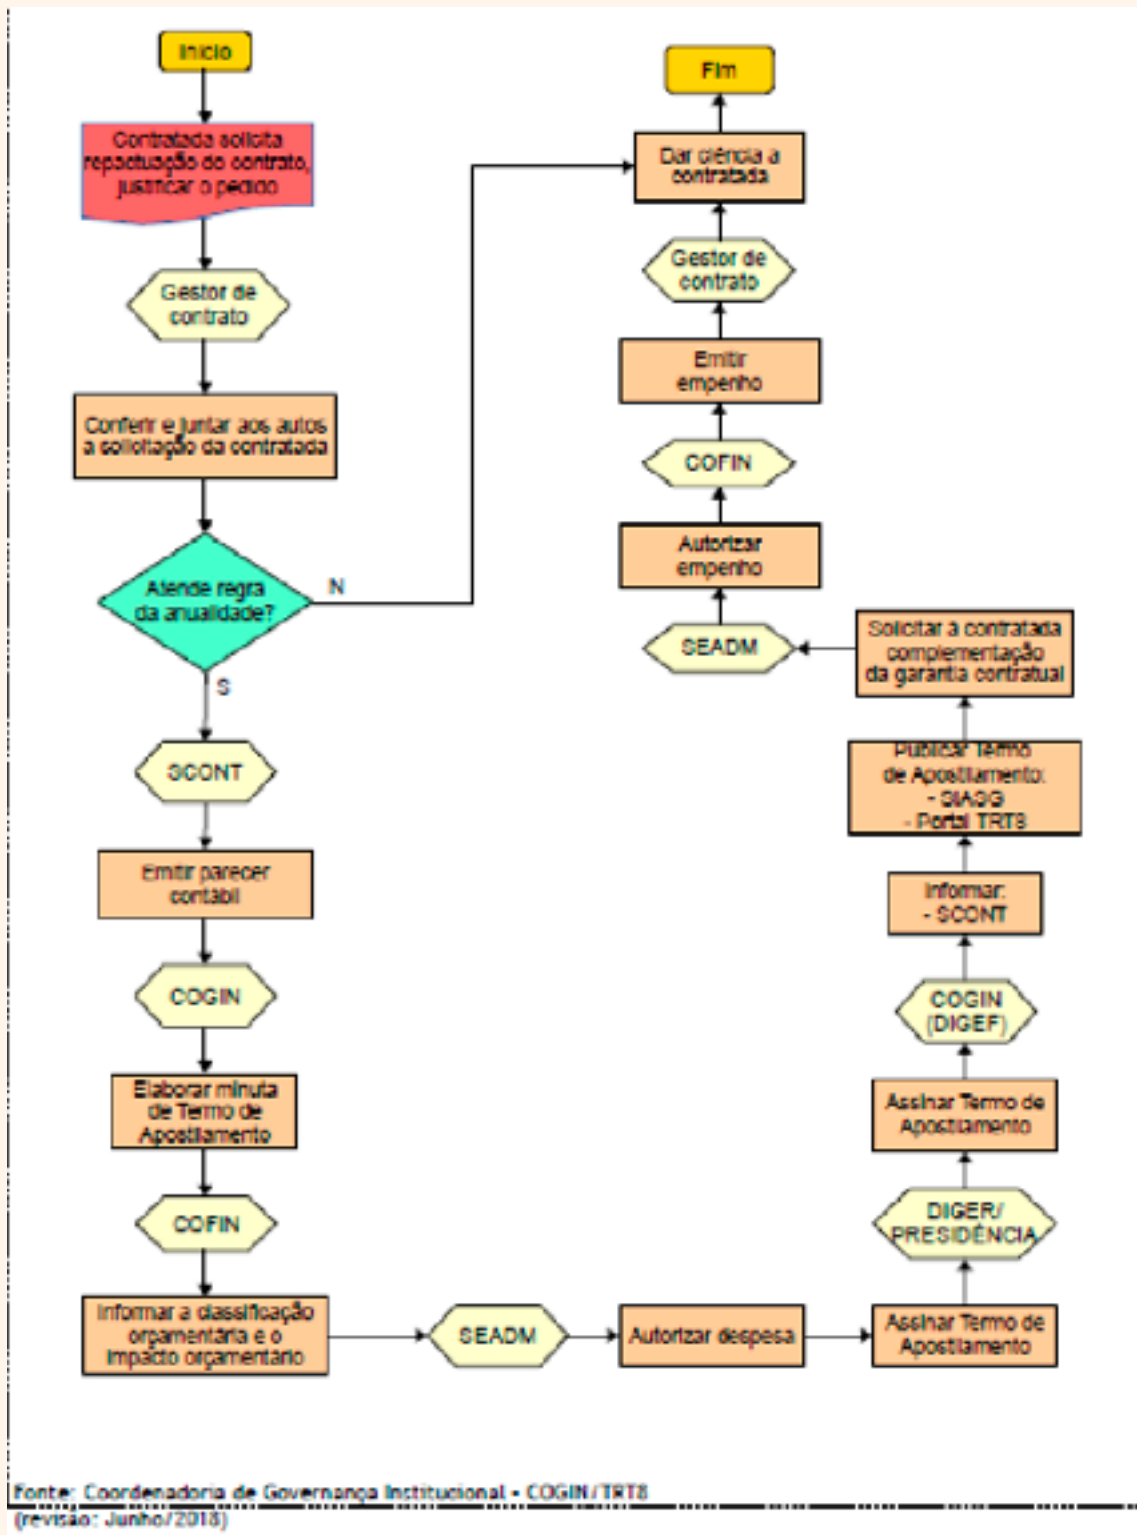 Início
Contratada solicita
repactuação do contrato,
justificar o pedido
Gestor de
contrato
Conferir e juntar aos autos
a solicitação da contratada
Atende regra
da anualidade?
N
S
SCONT
Emitir parecer
contábil
COGIN
Elaborar minuta
de Termo de
Apostilamento
COFIN
Informar a classificação
orçamentária e o
impacto orçamentário
SEADM
Autorizar despesa
Assinar Termo de
Apostilamento
DIGER/
PRESIDÊNCIA
Assinar Termo de
Apostilamento
COGIN
(DIGEF)
Informar:
- SCONT
Publicar Termo
de Apostilamento:
- SIASG
- Portal TRT8
Solicitar à contratada
complementação
da garantia contratual
SEADM
Autorizar
empenho
COFIN
Emitir
empenho
Gestor de
contrato
Dar ciência a
contratada
Fim
Fonte: Coordenadoria de Governança Institucional - COGIN/TRT8
(revisão: Junho/2018)